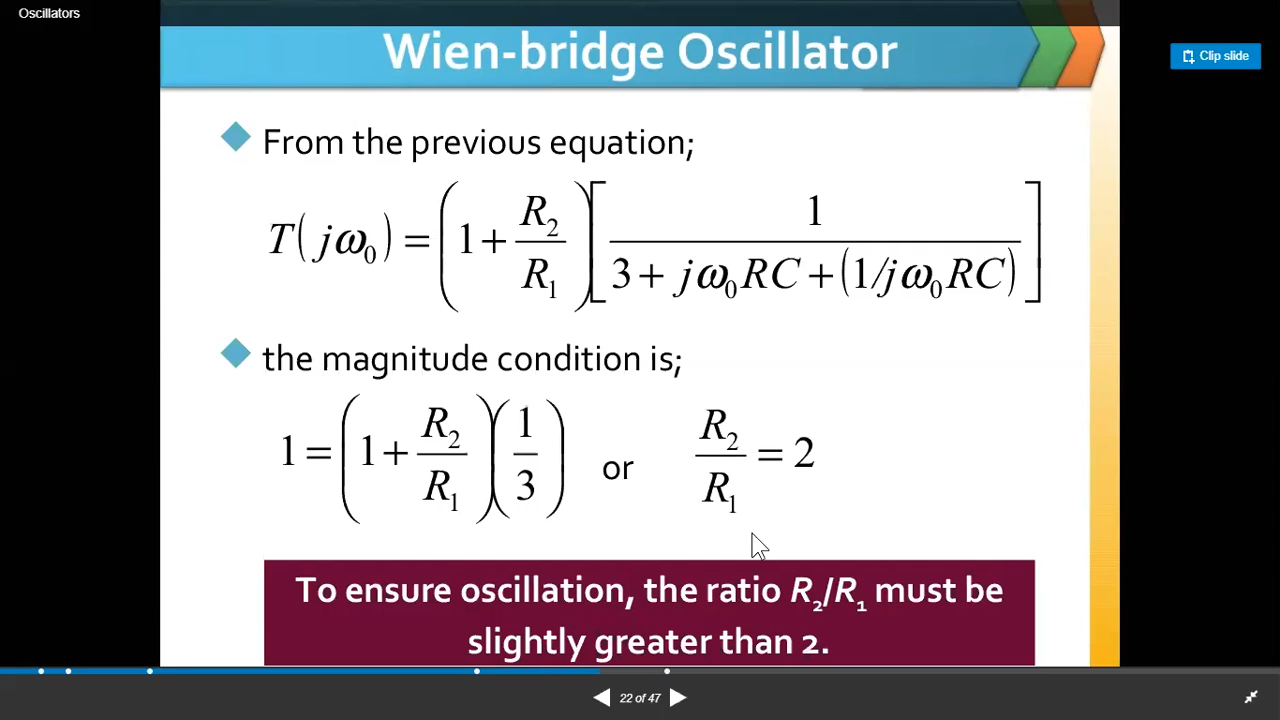 Oscillators
Wien-bridge Oscillator
Clip slide
From the previous equation;
T(jω₀) = (1 + R₂/R₁)[1/(3 + jω₀RC + (1/jω₀RC))]
the magnitude condition is;
1 = (1 + R₂/R₁)(1/3) or R₂/R₁ = 2
To ensure oscillation, the ratio R₂/R₁ must be
slightly greater than 2.
22 of 47